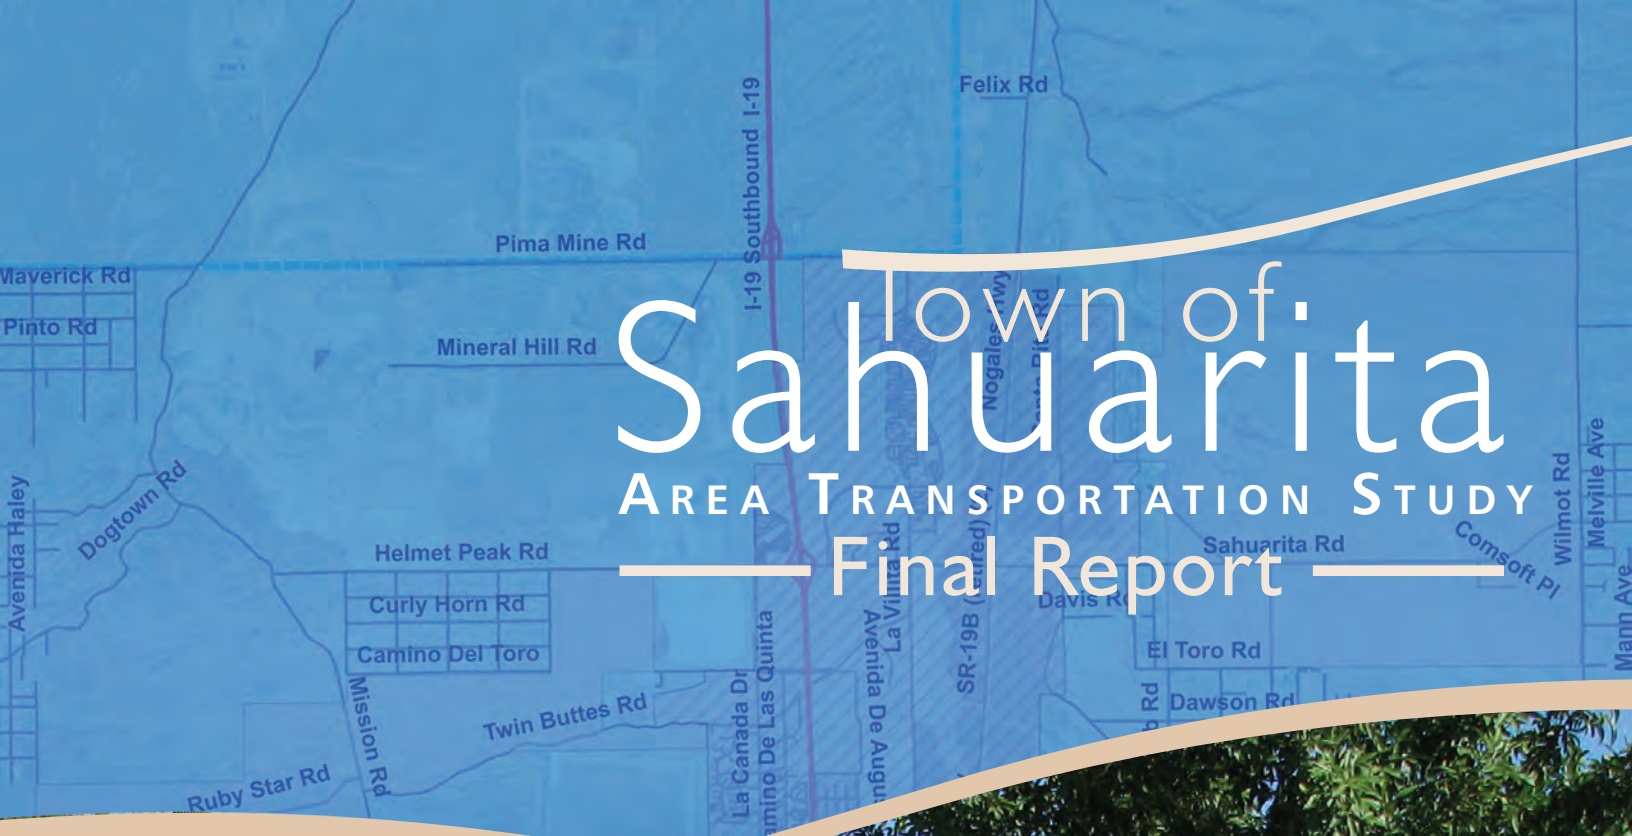 Felix Rd
I-19 Southbound I-19
Pima Mine Rd
Maverick Rd
Pinto Rd
Mineral Hill Rd
Nogales Hwy
Rd
Town of
Sahuarita
AREA TRANSPORTATION STUDY
Final Report
Dogtown Rd
Avenida Haley
Helmet Peak Rd
Curly Horn Rd
Camino Del Toro
Mission Rd
Twin Buttes Rd
Ruby Star Rd
La Canada Dr
De Las Quinta
La Villita Rd
Avenida De
SR-19B
Davis
Sahuarita Rd
Comsoft Pl
Wilmot Rd
Melville Ave
Mann Ave
El Toro Rd
Rd
Dawson Rd